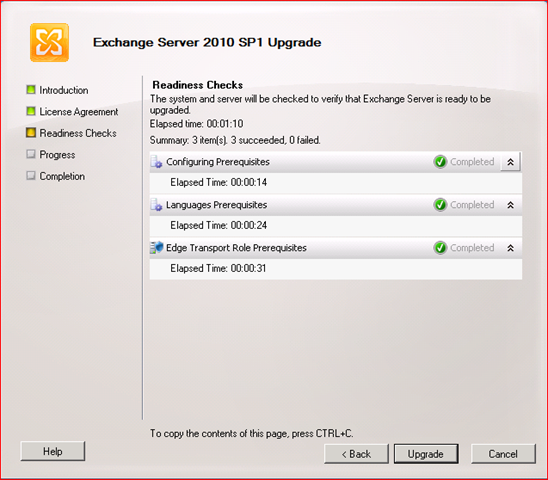 Exchange Server 2010 SP1 Upgrade
Introduction
License Agreement
Readiness Checks
Progress
Completion
Readiness Checks
The system and server will be checked to verify that Exchange Server is ready to be
upgraded.
Elapsed time: 00:01:10
Summary: 3 item(s). 3 succeeded, 0 failed.
Configuring Prerequisites Completed
Elapsed Time: 00:00:14
Languages Prerequisites Completed
Elapsed Time: 00:00:24
Edge Transport Role Prerequisites Completed
Elapsed Time: 00:00:31
To copy the contents of this page, press CTRL+C.
Help < Back Upgrade Cancel